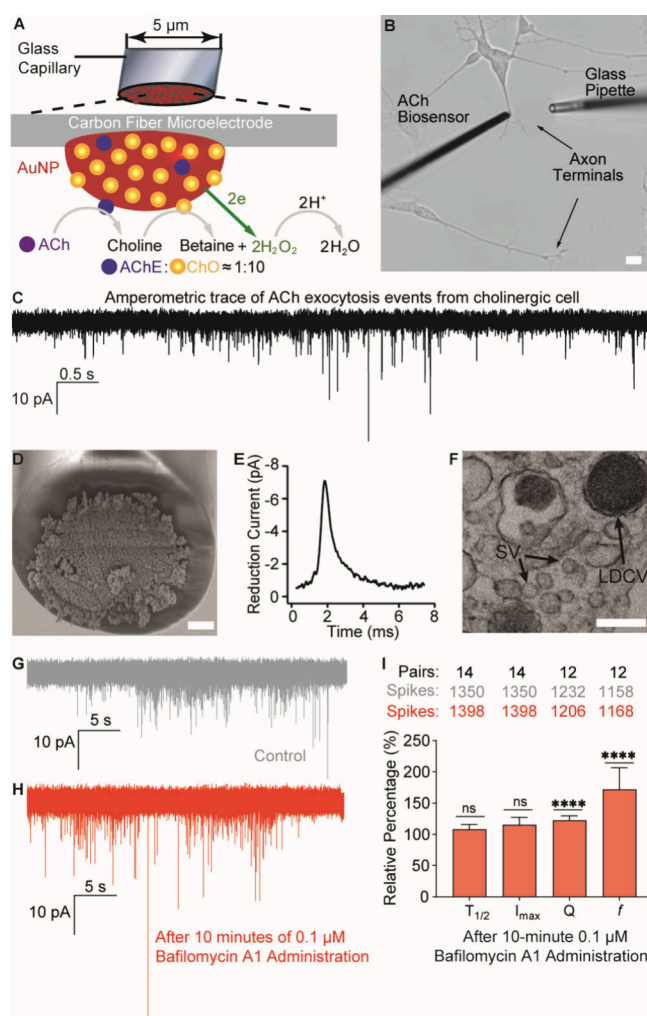 A
5 µm
Glass
Capillary
Carbon Fiber Microelectrode
AuNP
2e
2H⁺
ACh
Choline
Betaine + 2H₂O₂
2H₂O
AChE: ChO ≈ 1:10
B
ACh
Biosensor
Glass
Pipette
Axon
Terminals
C
Amperometric trace of ACh exocytosis events from cholinergic cell
0.5 s
10 pA
D
E
Reduction Current (pA)
-8
-6
-4
-2
0
0 2 4 6 8
Time (ms)
F
SV
LDCV
G
5 s
10 pA
Control
H
5 s
10 pA
After 10 minutes of 0.1 µM
Bafilomycin A1 Administration
I
Pairs: 14 14 12 12
Spikes: 1350 1350 1232 1158
Spikes: 1398 1398 1206 1168
Relative Percentage (%)
250
200
150
100
50
0
ns
ns
****
****
T1/2 Imax Q f
After 10-minute 0.1 µM
Bafilomycin A1 Administration